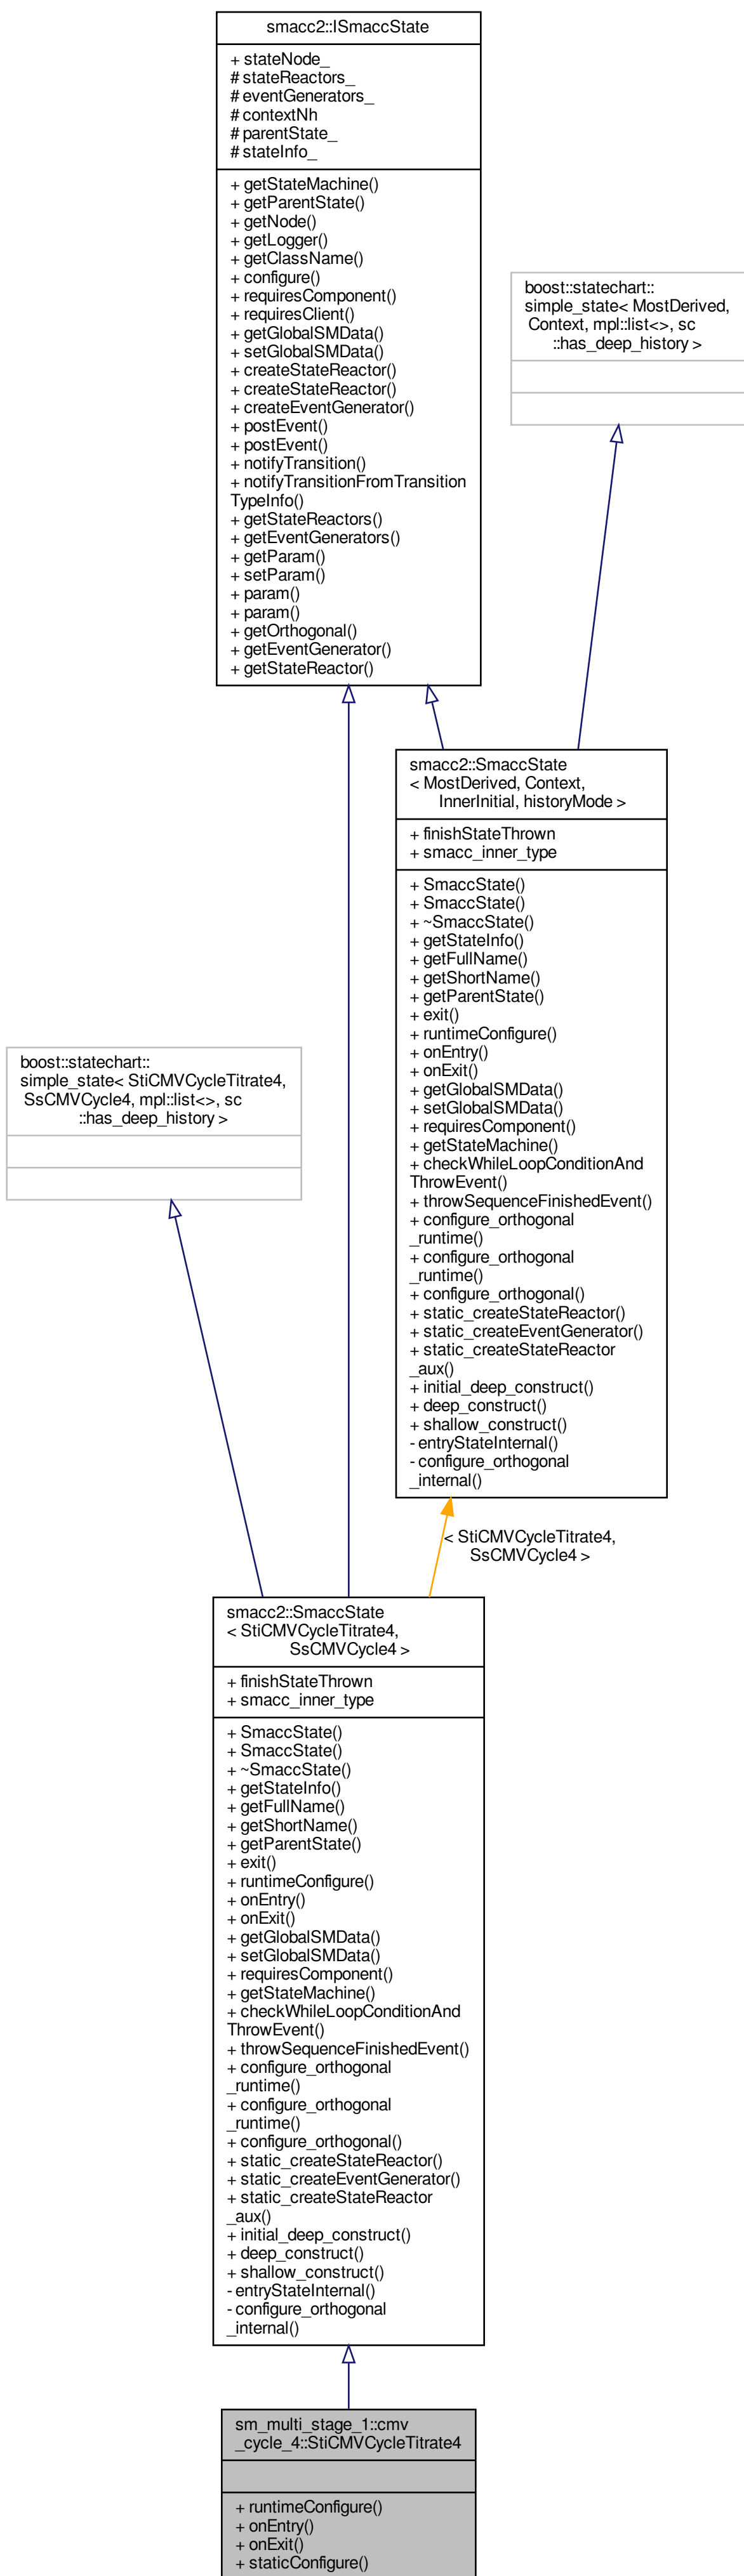 smacc2::ISmaccState
+ stateNode_
# stateReactors_
# eventGenerators_
# contextNh
# parentState_
# stateInfo_
+ getStateMachine()
+ getParentState()
+ getNode()
+ getLogger()
+ getClassName()
+ configure()
+ requiresComponent()
+ requiresClient()
+ getGlobalSMData()
+ setGlobalSMData()
+ createStateReactor()
+ createStateReactor()
+ createEventGenerator()
+ postEvent()
+ postEvent()
+ notifyTransition()
+ notifyTransitionFromTransition
TypeInfo()
+ getStateReactors()
+ getEventGenerators()
+ getParam()
+ setParam()
+ param()
+ param()
+ getOrthogonal()
+ getEventGenerator()
+ getStateReactor()
boost::statechart::
simple_state< MostDerived,
Context, mpl::list<>, sc
::has_deep_history >
smacc2::SmaccState
< MostDerived, Context,
InnerInitial, historyMode >
+ finishStateThrown
+ smacc_inner_type
+ SmaccState()
+ SmaccState()
+ ~SmaccState()
+ getStateInfo()
+ getFullName()
+ getShortName()
+ getParentState()
+ exit()
+ runtimeConfigure()
+ onEntry()
+ onExit()
+ getGlobalSMData()
+ setGlobalSMData()
+ requiresComponent()
+ getStateMachine()
+ checkWhileLoopConditionAnd
ThrowEvent()
+ throwSequenceFinishedEvent()
+ configure_orthogonal
_runtime()
+ configure_orthogonal
_runtime()
+ configure_orthogonal()
+ static_createStateReactor()
+ static_createEventGenerator()
+ static_createStateReactor
_aux()
+ initial_deep_construct()
+ deep_construct()
+ shallow_construct()
- entryStateInternal()
- configure_orthogonal
_internal()
boost::statechart::
simple_state< StiCMVCycleTitrate4,
SsCMVCycle4, mpl::list<>, sc
::has_deep_history >
< StiCMVCycleTitrate4,
SsCMVCycle4 >
smacc2::SmaccState
< StiCMVCycleTitrate4,
SsCMVCycle4 >
+ finishStateThrown
+ smacc_inner_type
+ SmaccState()
+ SmaccState()
+ ~SmaccState()
+ getStateInfo()
+ getFullName()
+ getShortName()
+ getParentState()
+ exit()
+ runtimeConfigure()
+ onEntry()
+ onExit()
+ getGlobalSMData()
+ setGlobalSMData()
+ requiresComponent()
+ getStateMachine()
+ checkWhileLoopConditionAnd
ThrowEvent()
+ throwSequenceFinishedEvent()
+ configure_orthogonal
_runtime()
+ configure_orthogonal
_runtime()
+ configure_orthogonal()
+ static_createStateReactor()
+ static_createEventGenerator()
+ static_createStateReactor
_aux()
+ initial_deep_construct()
+ deep_construct()
+ shallow_construct()
- entryStateInternal()
- configure_orthogonal
_internal()
sm_multi_stage_1::cmv
_cycle_4::StiCMVCycleTitrate4
+ runtimeConfigure()
+ onEntry()
+ onExit()
+ staticConfigure()